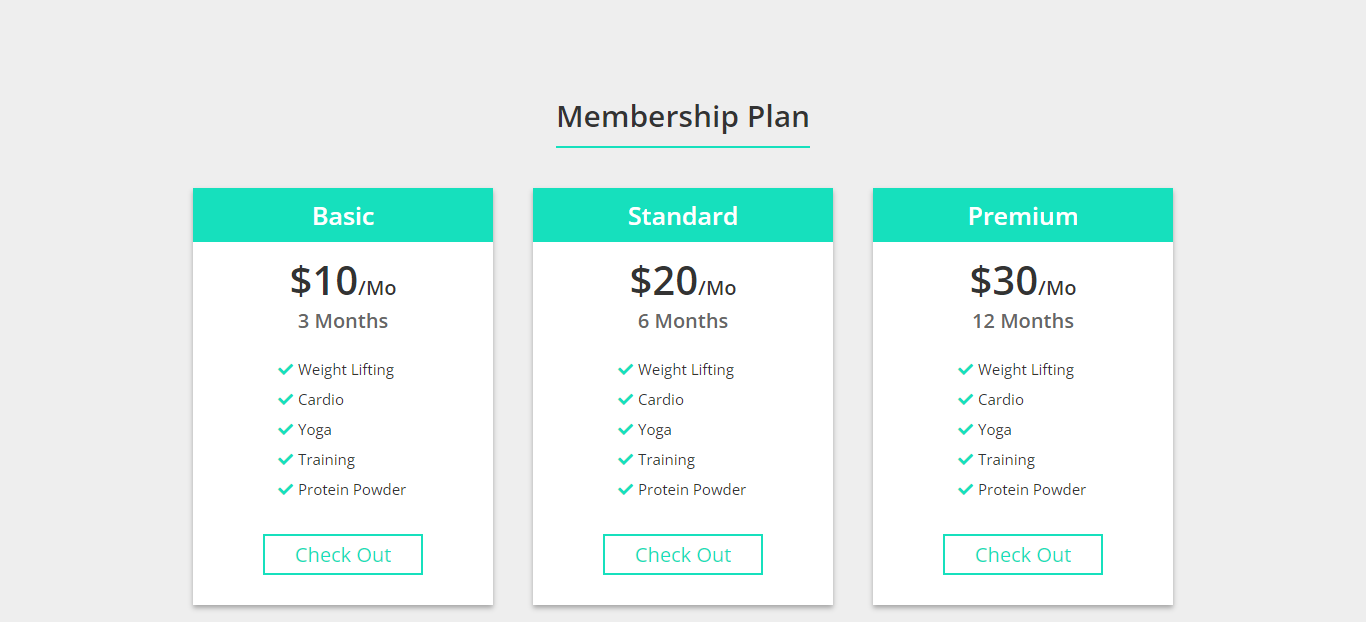 Membership Plan
Basic
$10/Mo
3 Months
Weight Lifting
Cardio
Yoga
Training
Protein Powder
Check Out
Standard
$20/Mo
6 Months
Weight Lifting
Cardio
Yoga
Training
Protein Powder
Check Out
Premium
$30/Mo
12 Months
Weight Lifting
Cardio
Yoga
Training
Protein Powder
Check Out